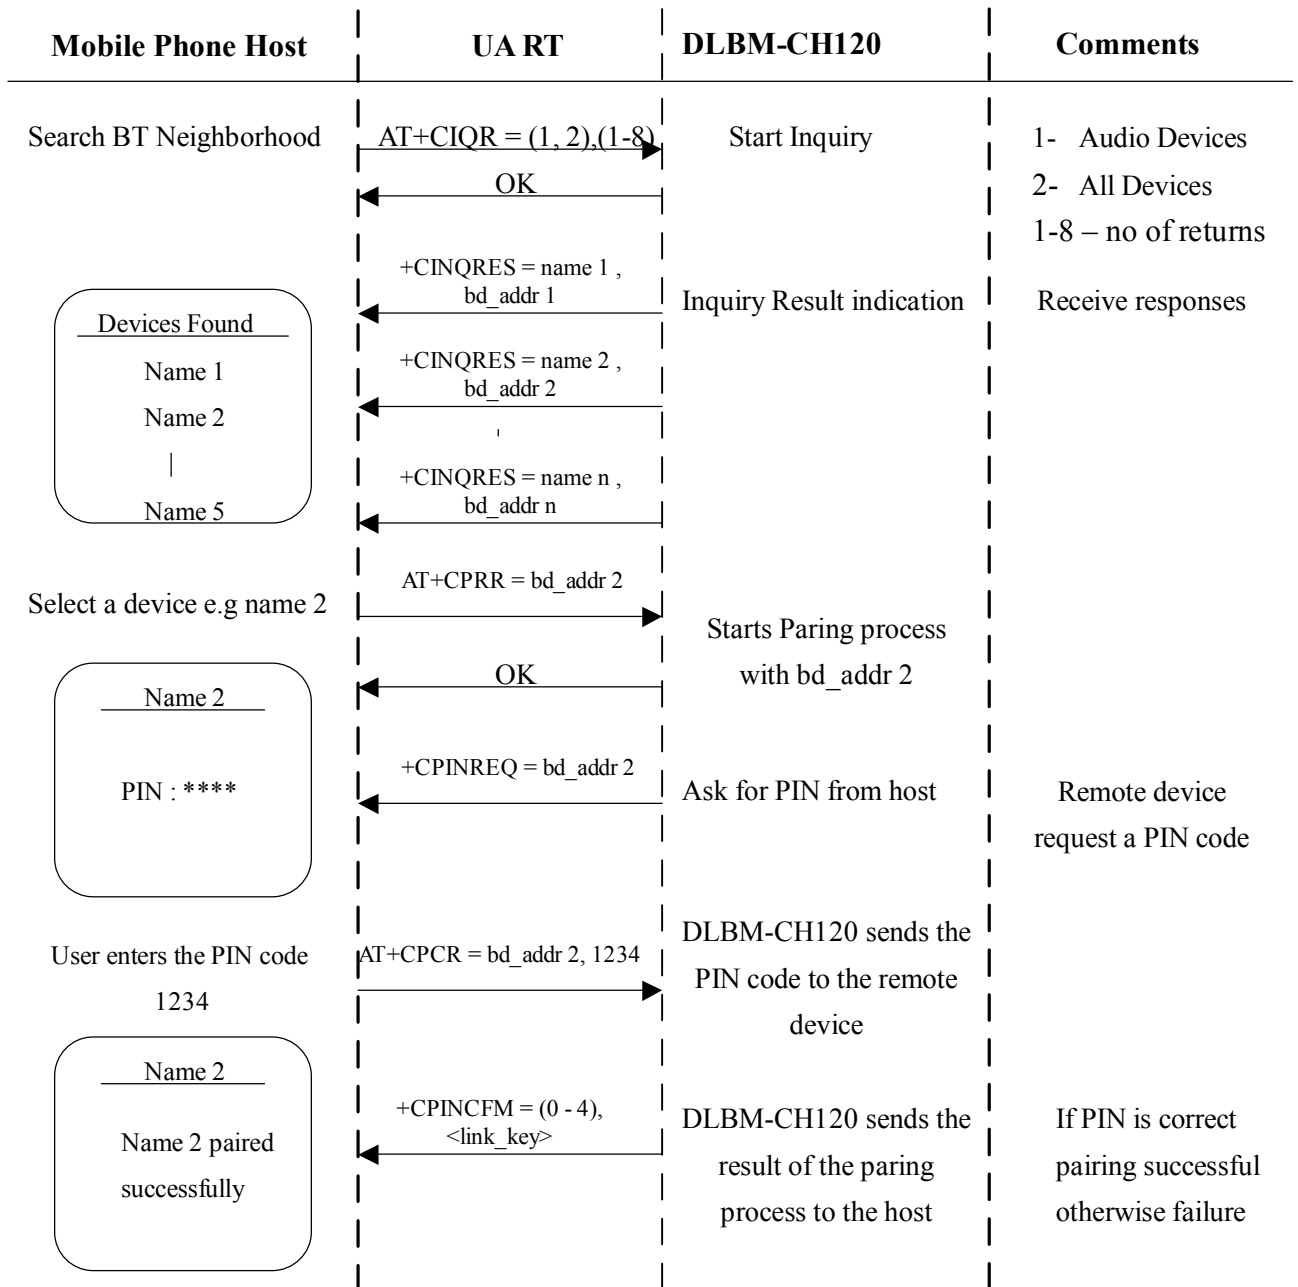 Mobile Phone Host
UART
DLBM-CH120
Comments
Search BT Neighborhood
AT+CIQR = (1, 2),(1-8)
Start Inquiry
1- Audio Devices
OK
2- All Devices
1-8 – no of returns
+CINQRES = name 1 ,
bd_addr 1
Inquiry Result indication
Receive responses
Devices Found
Name 1
Name 2
|
Name 5
+CINQRES = name 2 ,
bd_addr 2
+CINQRES = name n ,
bd_addr n
Select a device e.g name 2
AT+CPRR = bd_addr 2
Starts Paring process
with bd_addr 2
OK
Name 2
PIN : ****
+CPINREQ = bd_addr 2
Ask for PIN from host
Remote device
request a PIN code
User enters the PIN code
1234
AT+CPCR = bd_addr 2, 1234
DLBM-CH120 sends the
PIN code to the remote
device
Name 2
Name 2 paired
successfully
+CPINCFM = (0 - 4),
<link_key>
DLBM-CH120 sends the
result of the paring
process to the host
If PIN is correct
pairing successful
otherwise failure